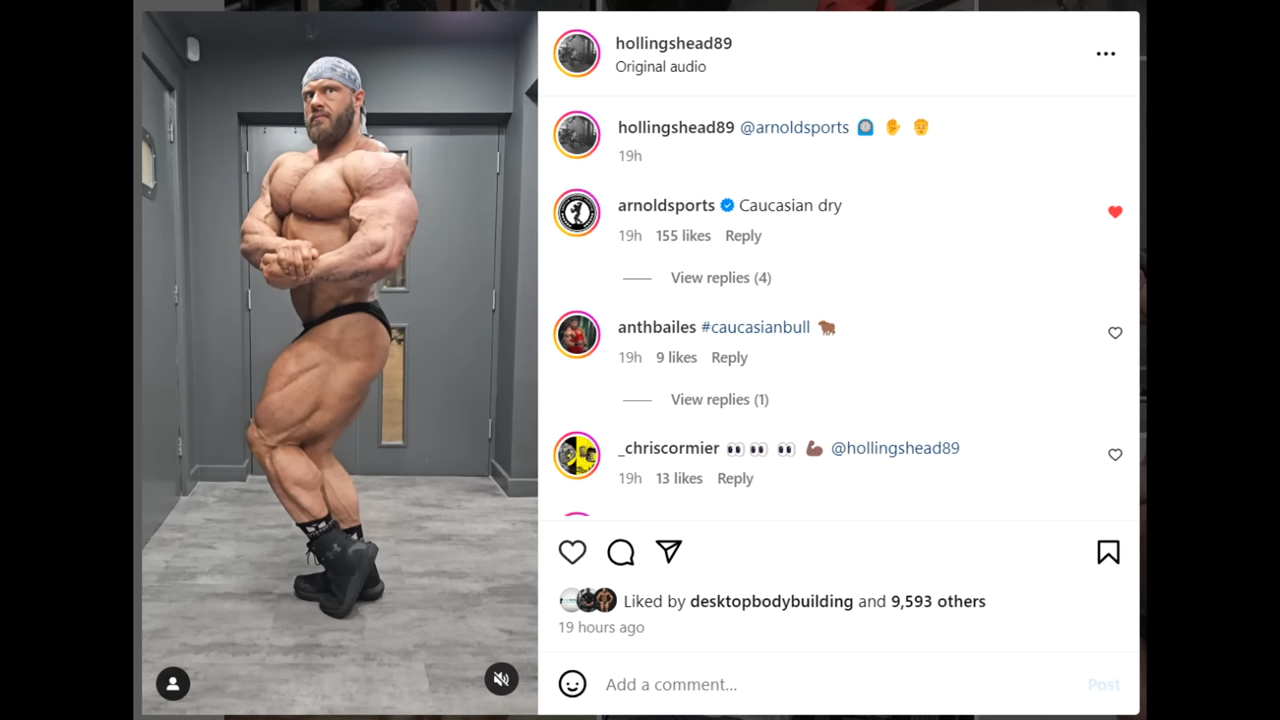 hollingshead89
Original audio
hollingshead89 @arnoldsports
19h
arnoldsports Caucasian dry
19h 155 likes Reply
View replies (4)
anthbailes #caucasianbull
19h 9 likes Reply
View replies (1)
_chriscormier @hollingshead89
19h 13 likes Reply
Liked by desktopbodybuilding and 9,593 others
19 hours ago
Add a comment...
Post